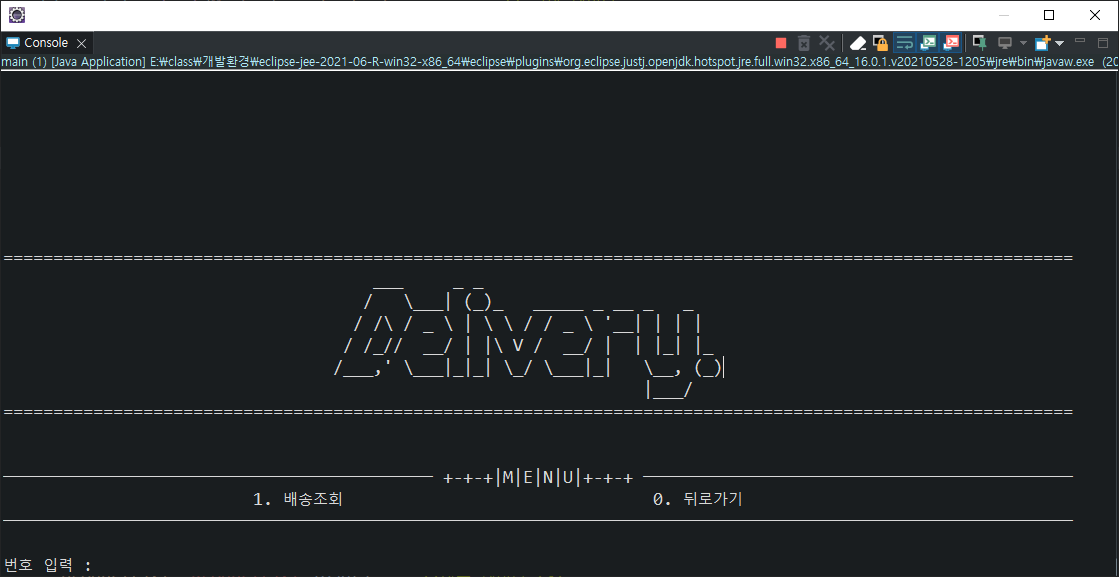 Console
main (1) [Java Application] E:\class\개발환경\eclipse-jee-2021-06-R-win32-x86_64\eclipse\plugins\org.eclipse.justj.openjdk.hotspot.jre.full.win32.x86_64_16.0.1.v20210528-1205\jre\bin\javaw.exe (20
Delivery.
+-+-+|M|E|N|U|+-+-+
1. 배송조회 0. 뒤로가기
번호 입력 :